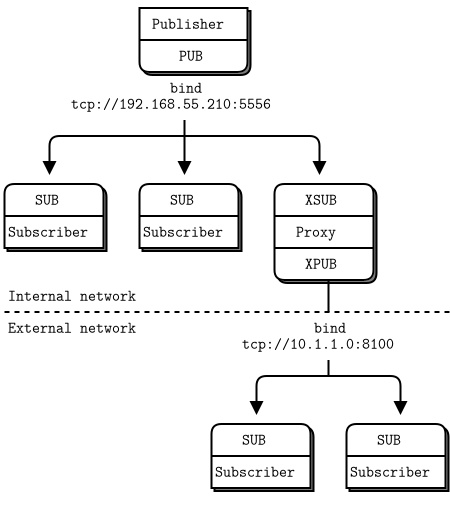 Publisher
PUB
bind
tcp://192.168.55.210:5556
SUB SUB XSUB
Subscriber Subscriber Proxy
XPUB
Internal network
External network bind
tcp://10.1.1.0:8100
SUB SUB
Subscriber Subscriber